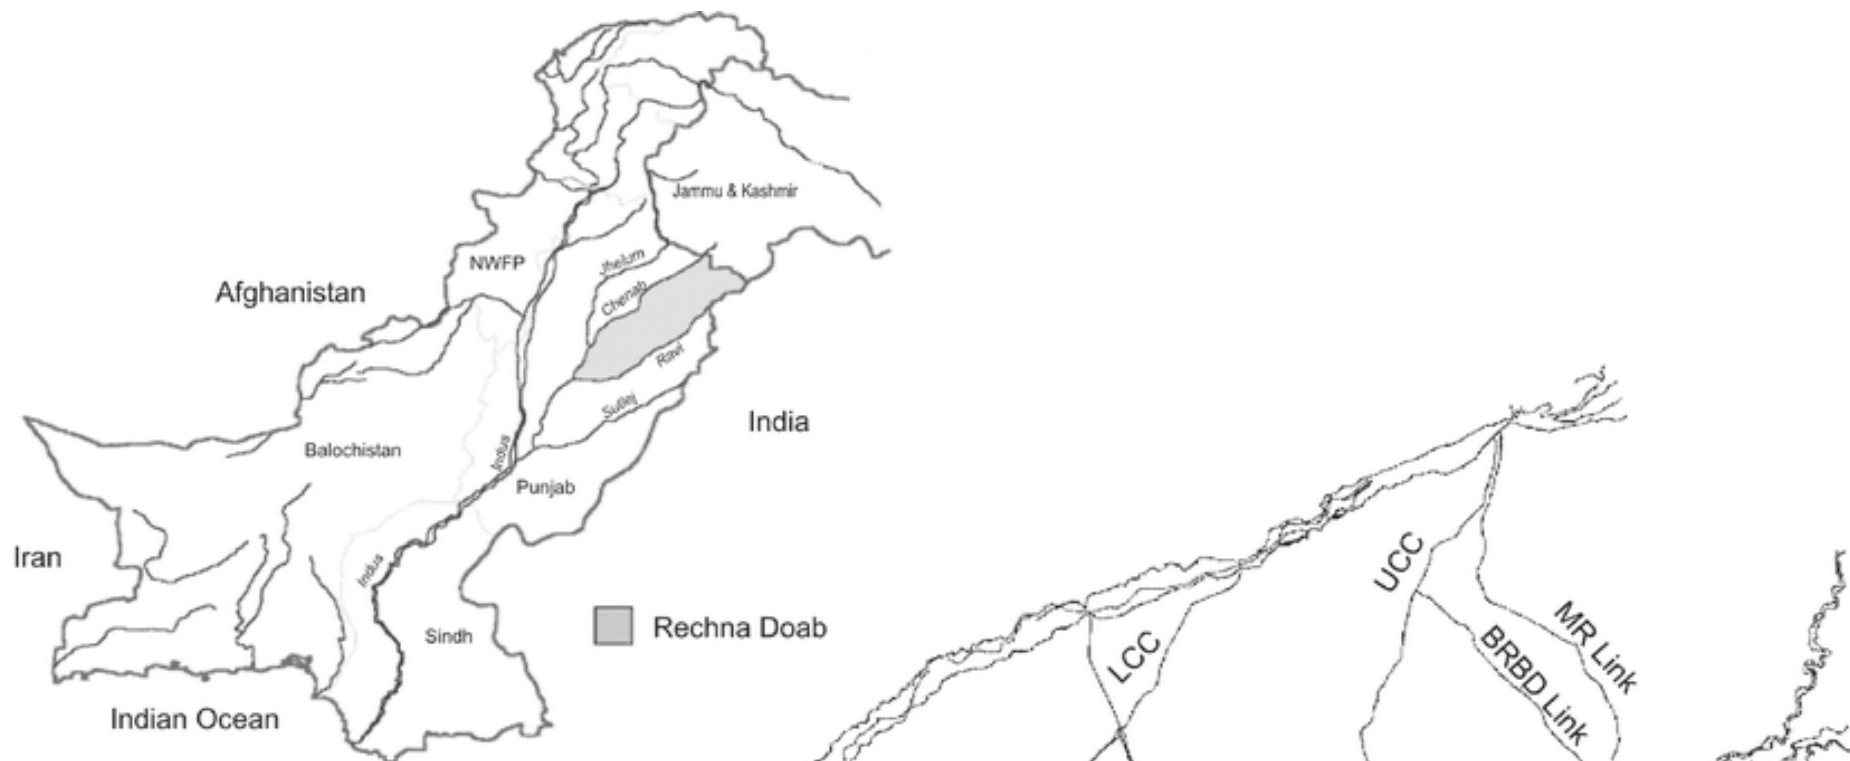 Jammu & Kashmir
NWFP
Jhelum
Afghanistan
Chenab
Ravi
Sutlej
India
Balochistan
Indus
Punjab
Iran
Indus
Sindh
Rechna Doab
Indian Ocean
UCC
MR Link
LCC
BRBD Link